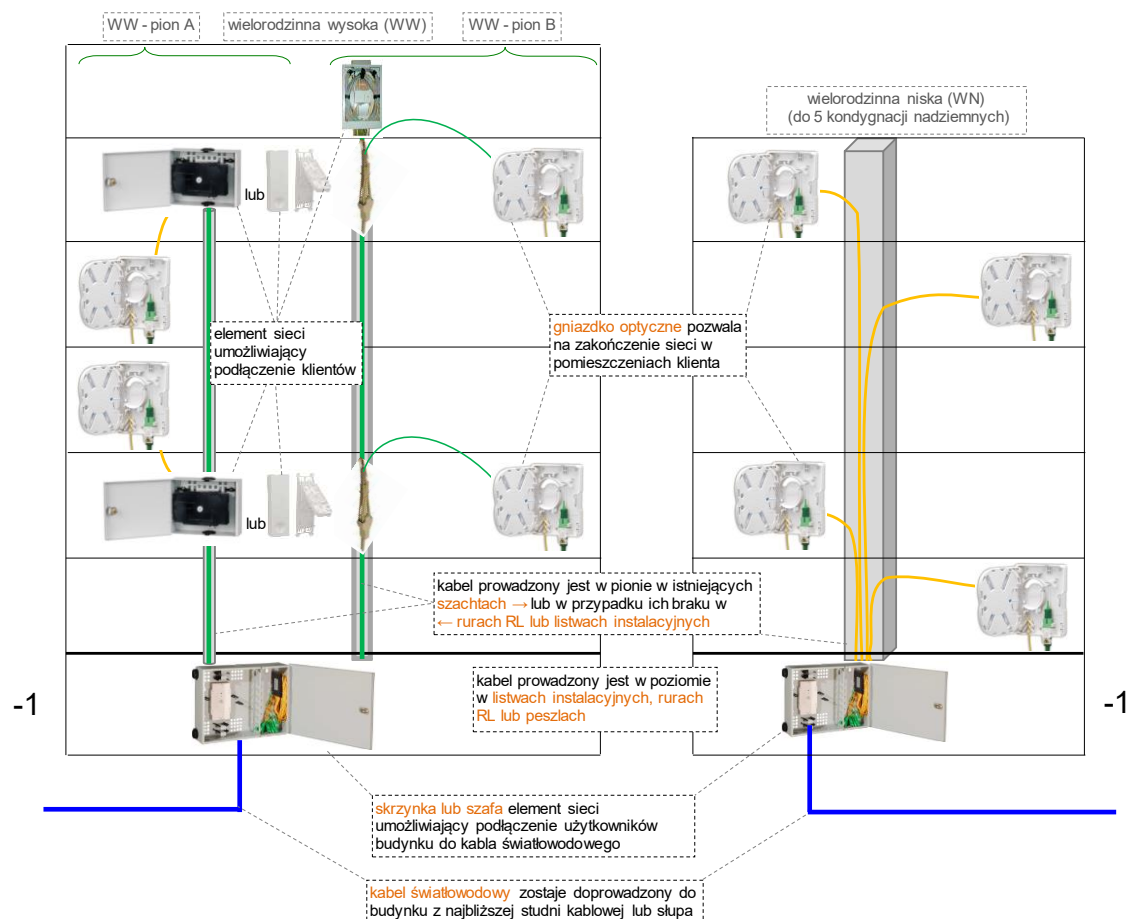 WW - pion A
wielorodzinna wysoka (WW)
WW - pion B
wielorodzinna niska (WN)
(do 5 kondygnacji nadziemnych)
lub
element sieci
umożliwiający
podłączenie klientów
gniazdko optyczne pozwala
na zakończenie sieci w
pomieszczeniach klienta
lub
kabel prowadzony jest w pionie w istniejących
szachtach → lub w przypadku ich braku w
← rurach RL lub listwach instalacyjnych
kabel prowadzony jest w poziomie
w listwach instalacyjnych, rurach
RL lub peszlach
-1
-1
skrzynka lub szafa element sieci
umożliwiający podłączenie użytkowników
budynku do kabla światłowodowego
kabel światłowodowy zostaje doprowadzony do
budynku z najbliższej studni kablowej lub słupa